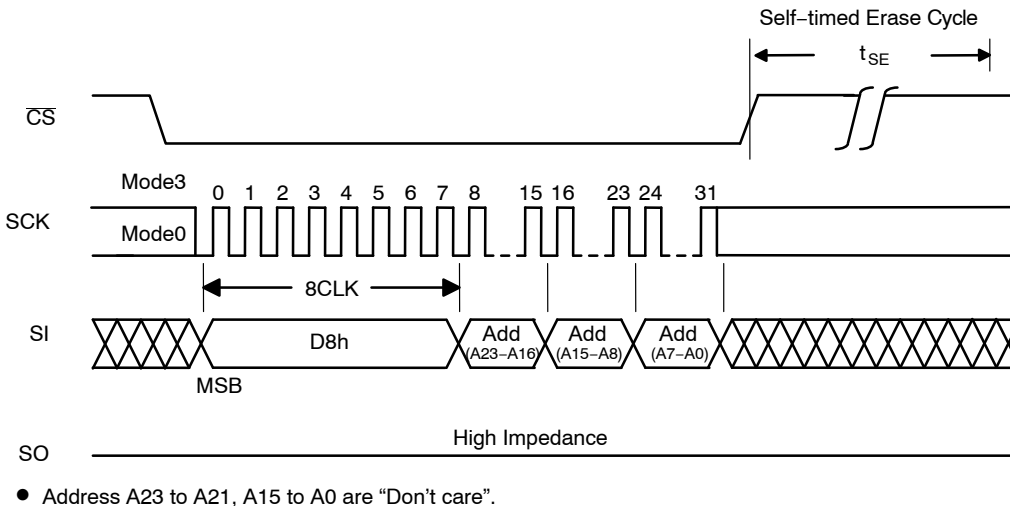 Self−timed Erase Cycle
tSE
CS
Mode3
0 1 2 3 4 5 6 7 8 15 16 23 24 31
SCK
Mode0
8CLK
SI
D8h
Add
(A23−A16)
Add
(A15−A8)
Add
(A7−A0)
MSB
High Impedance
SO
● Address A23 to A21, A15 to A0 are “Don’t care”.